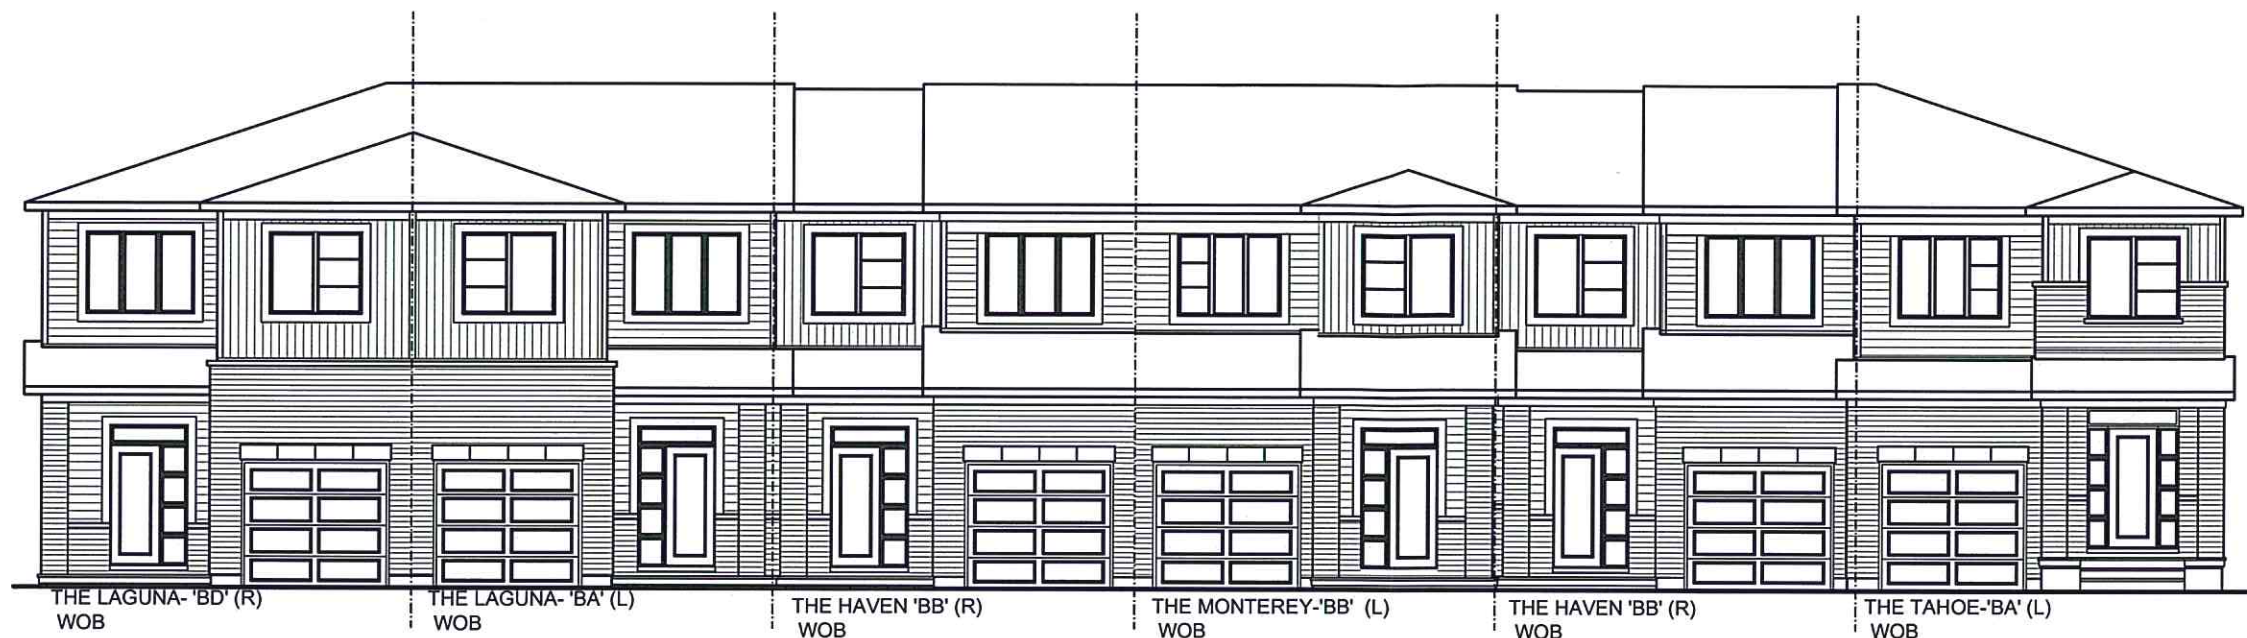 THE LAGUNA- 'BD' (R)
WOB
THE LAGUNA- 'BA' (L)
WOB
THE HAVEN 'BB' (R)
WOB
THE MONTEREY-'BB' (L)
WOB
THE HAVEN 'BB' (R)
WOB
THE TAHOE-'BA' (L)
WOB